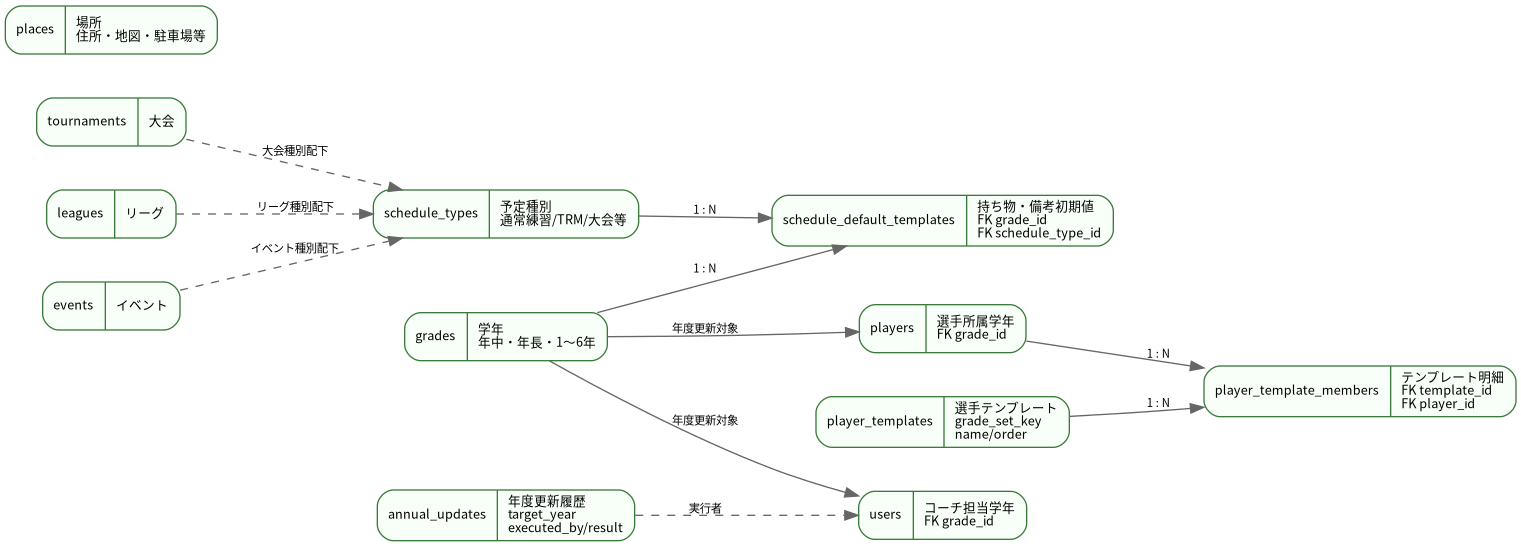 places
場所
住所・地図・駐車場等
tournaments
大会
大会種別配下
leagues
リーグ
リーグ種別配下
events
イベント
イベント種別配下
schedule_types
予定種別
通常練習/TRM/大会等
1 : N
schedule_default_templates
持ち物・備考初期値
FK grade_id
FK schedule_type_id
1 : N
grades
学年
年中・年長・1〜6年
年度更新対象
players
選手所属学年
FK grade_id
1 : N
player_template_members
テンプレート明細
FK template_id
FK player_id
player_templates
選手テンプレート
grade_set_key
name/order
1 : N
年度更新対象
annual_updates
年度更新履歴
target_year
executed_by/result
実行者
users
コーチ担当学年
FK grade_id